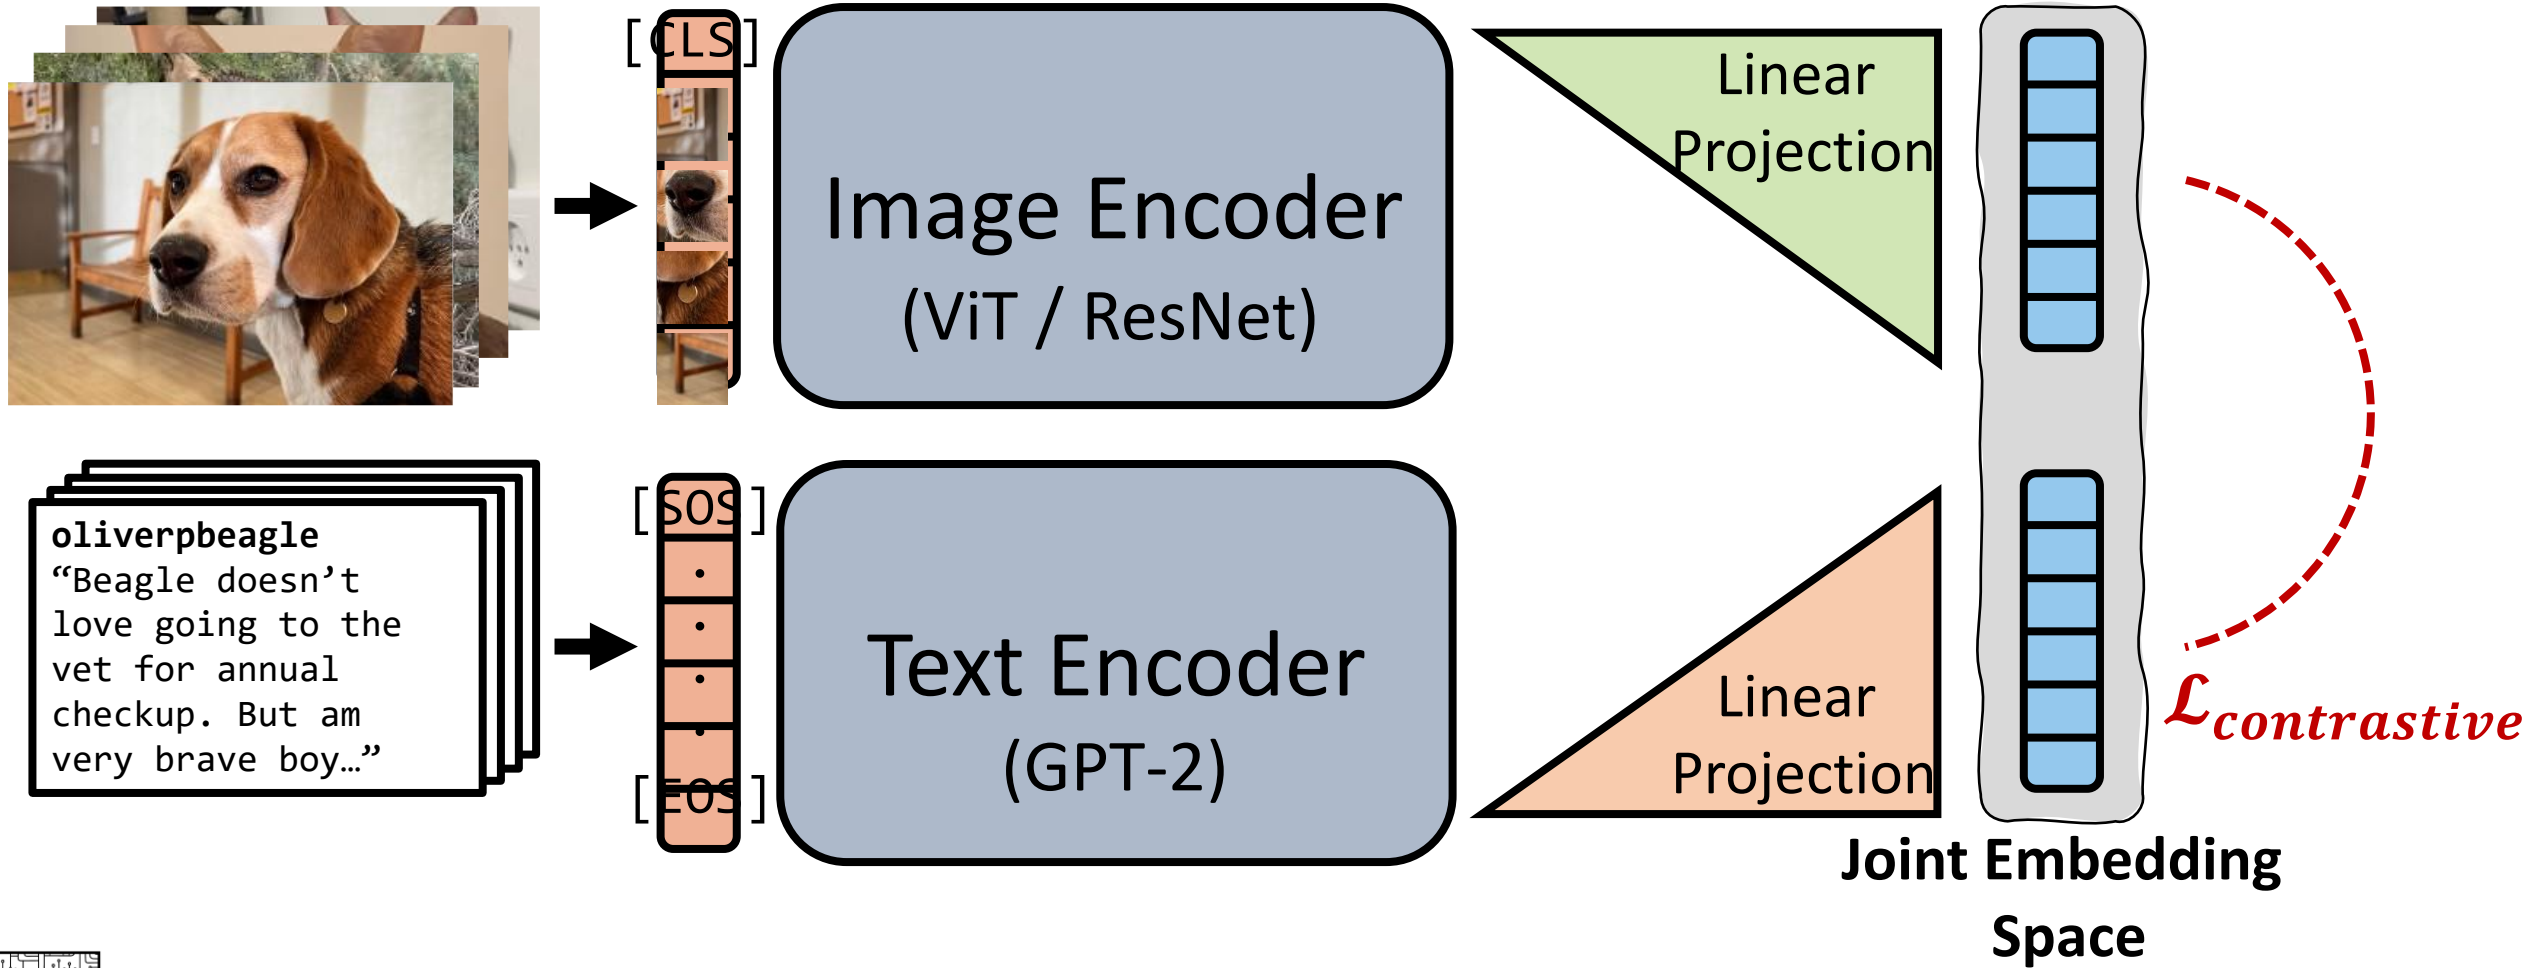 [CLS]
Image Encoder
(ViT / ResNet)
Linear
Projection
oliverpbeagle
“Beagle doesn’t
love going to the
vet for annual
checkup. But am
very brave boy…”
[SOS]
[EOS]
Text Encoder
(GPT-2)
Linear
Projection
ℒcontrastive
Joint Embedding
Space